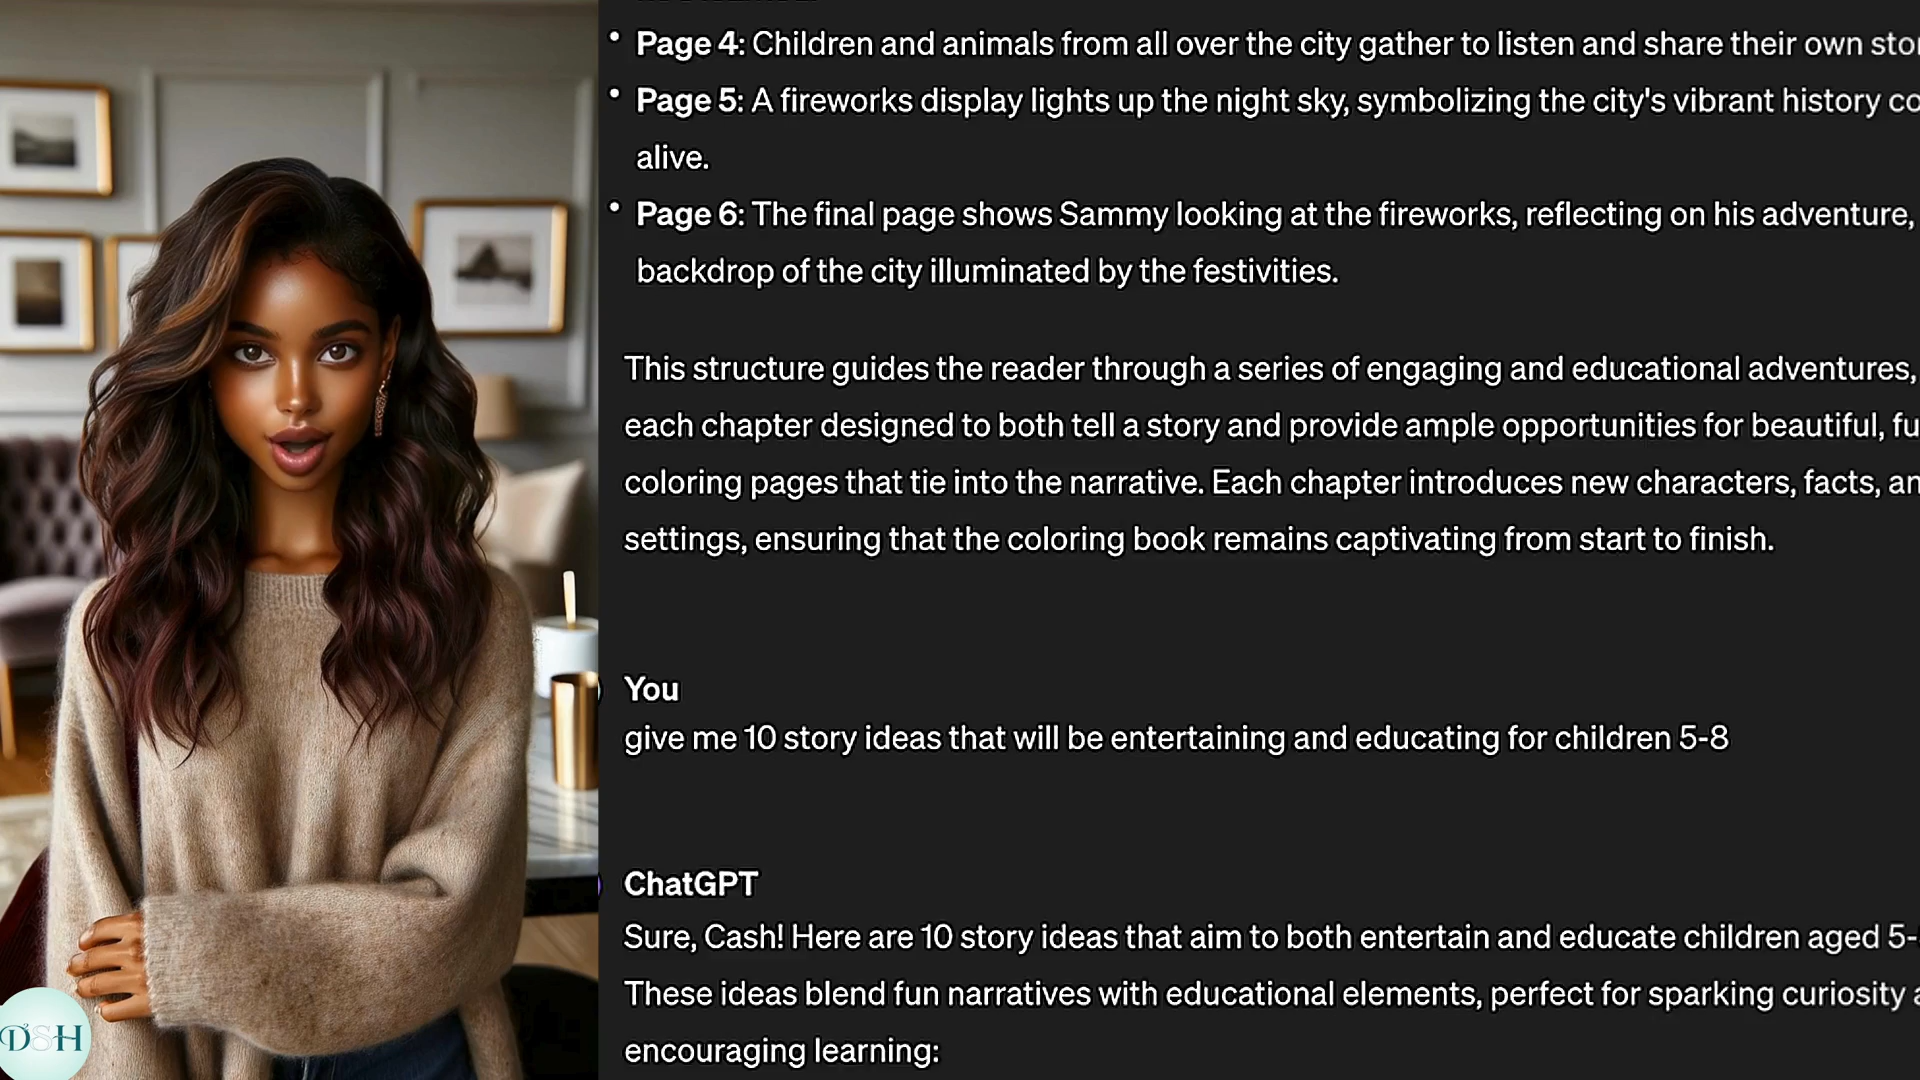 • Page 4: Children and animals from all over the city gather to listen and share their own
• Page 5: A fireworks display lights up the night sky, symbolizing the city's vibrant history
alive.
• Page 6: The final page shows Sammy looking at the fireworks, reflecting on his adventure,
backdrop of the city illuminated by the festivities.
This structure guides the reader through a series of engaging and educational adventures,
each chapter designed to both tell a story and provide ample opportunities for beautiful,
coloring pages that tie into the narrative. Each chapter introduces new characters, facts,
settings, ensuring that the coloring book remains captivating from start to finish.
You
give me 10 story ideas that will be entertaining and educating for children 5-8
ChatGPT
Sure, Cash! Here are 10 story ideas that aim to both entertain and educate children aged 5-
These ideas blend fun narratives with educational elements, perfect for sparking curiosity
encouraging learning:
DSH